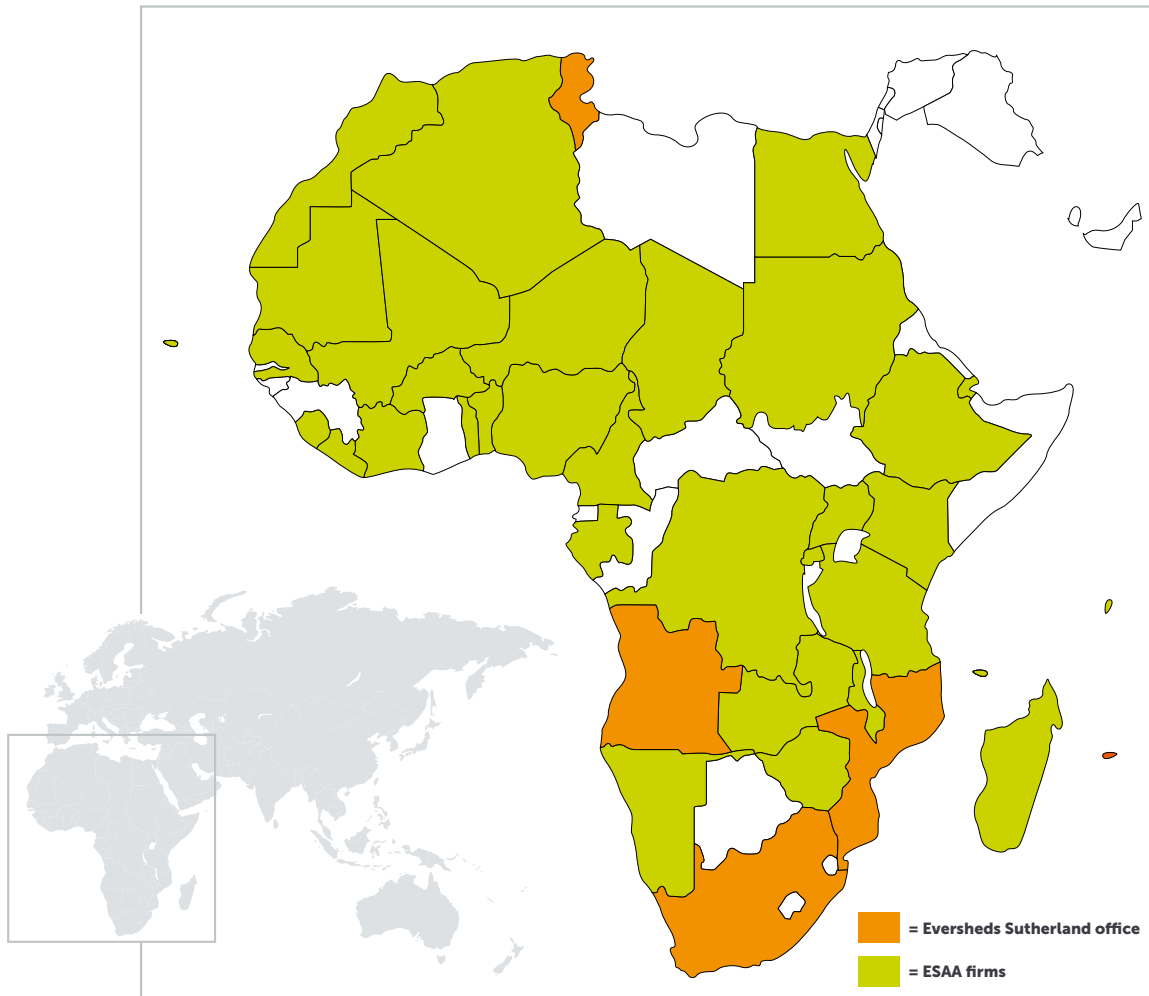 = Eversheds Sutherland office
= ESAA firms